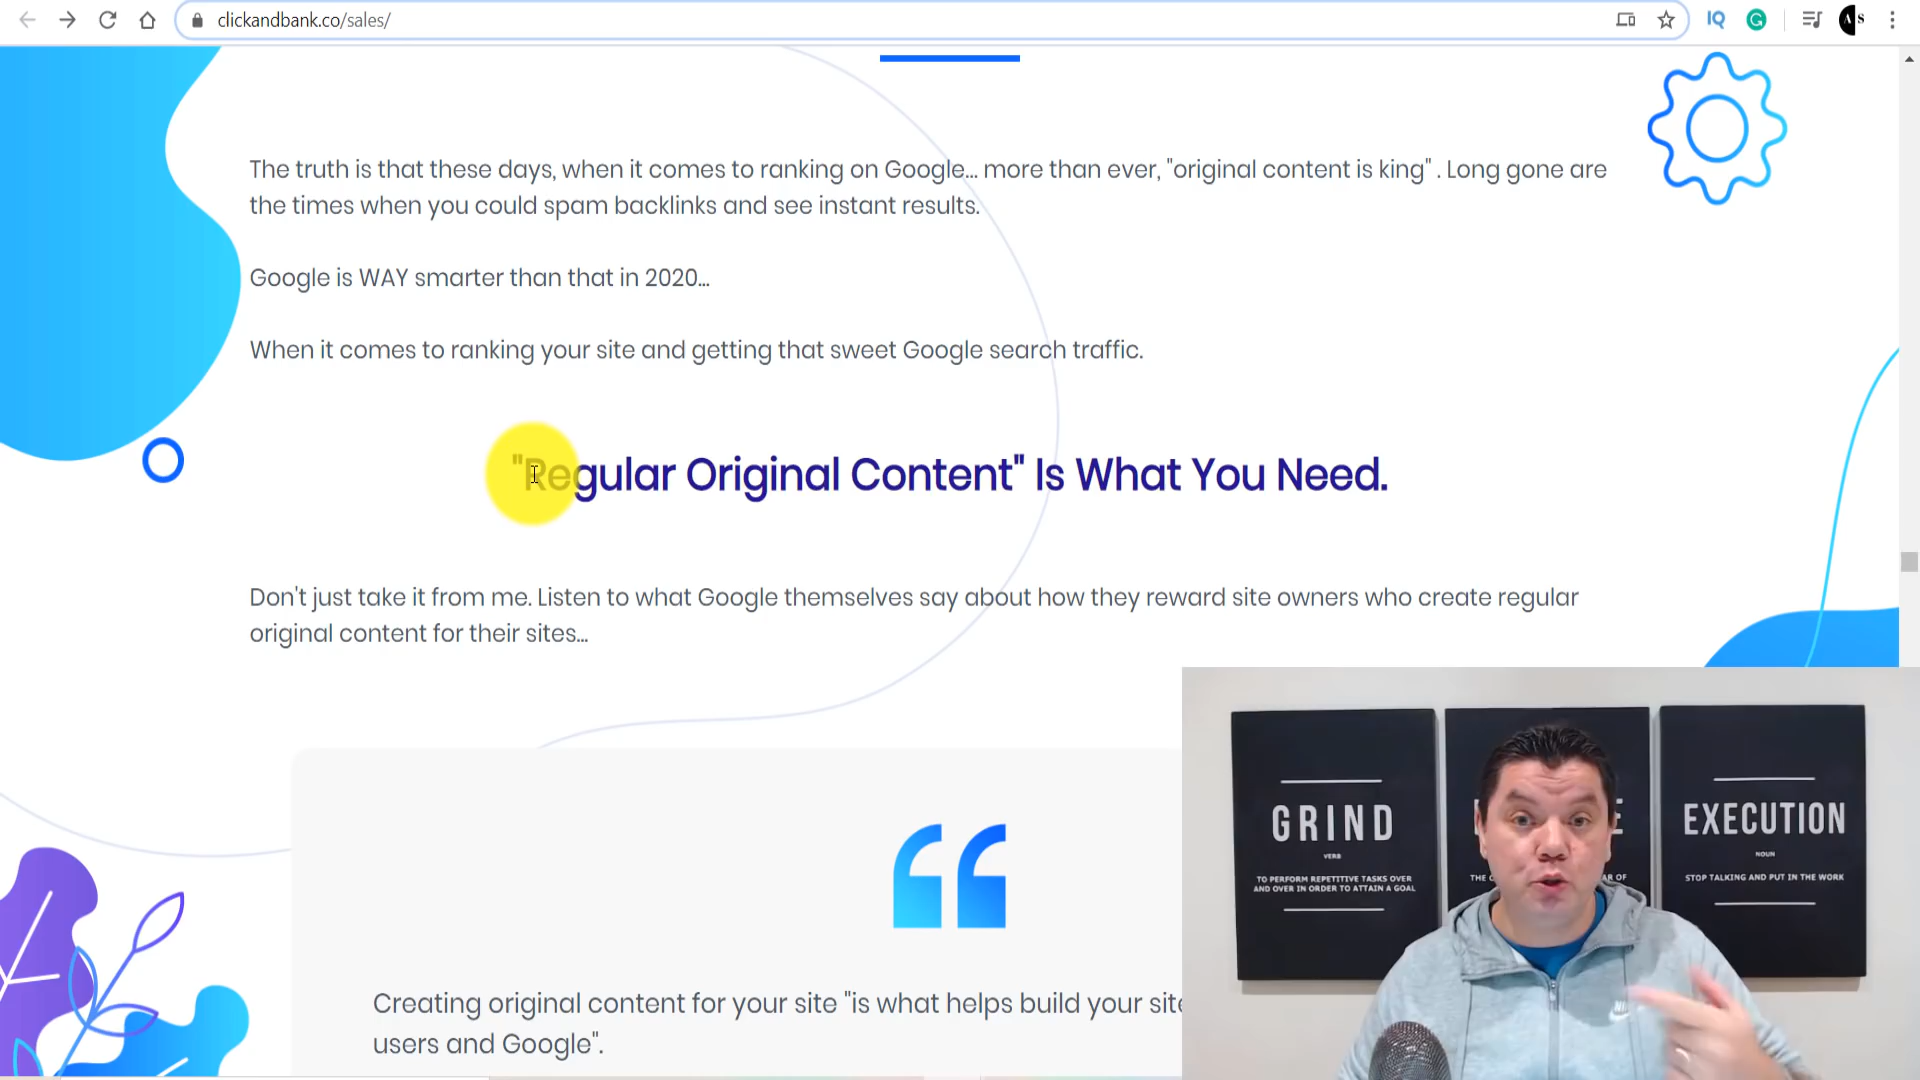 clickandbank.co/sales/
IQ
G
A S
The truth is that these days, when it comes to ranking on Google... more than ever, "original content is king" . Long gone are
the times when you could spam backlinks and see instant results.
Google is WAY smarter than that in 2020...
When it comes to ranking your site and getting that sweet Google search traffic.
"Regular Original Content" Is What You Need.
Don't just take it from me. Listen to what Google themselves say about how they reward site owners who create regular
original content for their sites...
Creating original content for your site "is what helps build your site
users and Google".
GRIND
VERB
TO PERFORM REPETITIVE TASKS OVER
AND OVER IN ORDER TO ATTAIN A GOAL
EXECUTION
NOUN
STOP TALKING AND PUT IN THE WORK